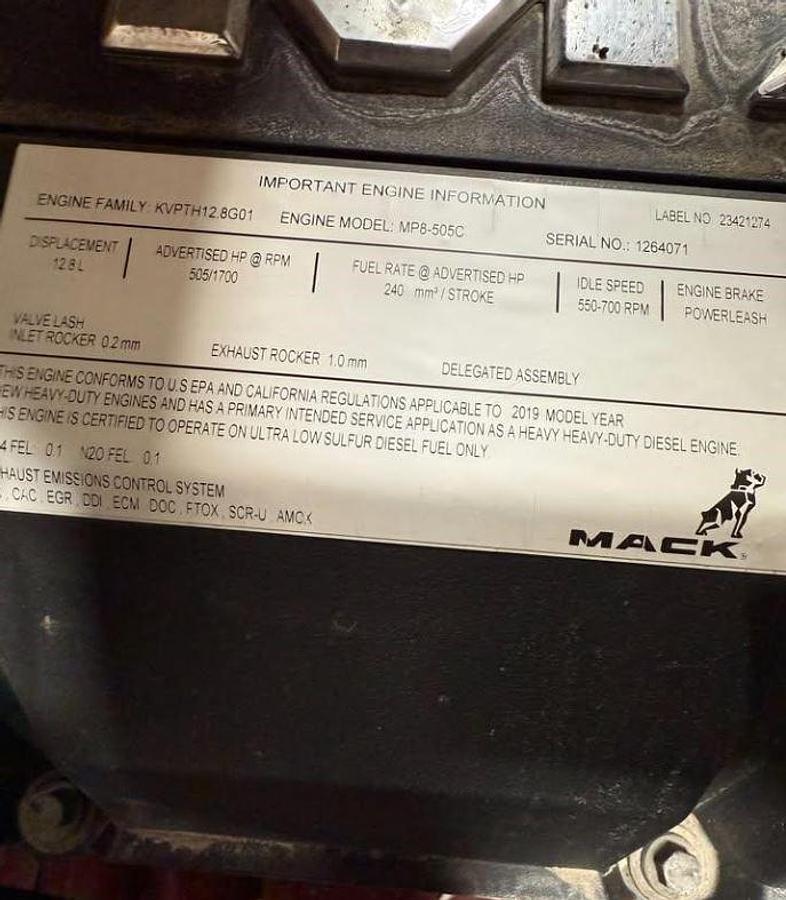 IMPORTANT ENGINE INFORMATION
LABEL NO 23421274
ENGINE FAMILY: KVPTH12.8G01 ENGINE MODEL: MP8-505C SERIAL NO.: 1264071
DISPLACEMENT
12.8 L
ADVERTISED HP @ RPM
505/1700
FUEL RATE @ ADVERTISED HP
240 mm³ / STROKE
IDLE SPEED
550-700 RPM
ENGINE BRAKE
POWERLEASH
VALVE LASH
INLET ROCKER 0.2 mm EXHAUST ROCKER 1.0 mm DELEGATED ASSEMBLY
THIS ENGINE CONFORMS TO U.S EPA AND CALIFORNIA REGULATIONS APPLICABLE TO 2019 MODEL YEAR
EW HEAVY-DUTY ENGINES AND HAS A PRIMARY INTENDED SERVICE APPLICATION AS A HEAVY HEAVY-DUTY DIESEL ENGINE.
HIS ENGINE IS CERTIFIED TO OPERATE ON ULTRA LOW SULFUR DIESEL FUEL ONLY
4 FEL: 0.1 N2O FEL 0.1
HAUST EMISSIONS CONTROL SYSTEM
, CAC, EGR, DDI, ECM DOC, PTOX, SCR-U, AMOX
MACK